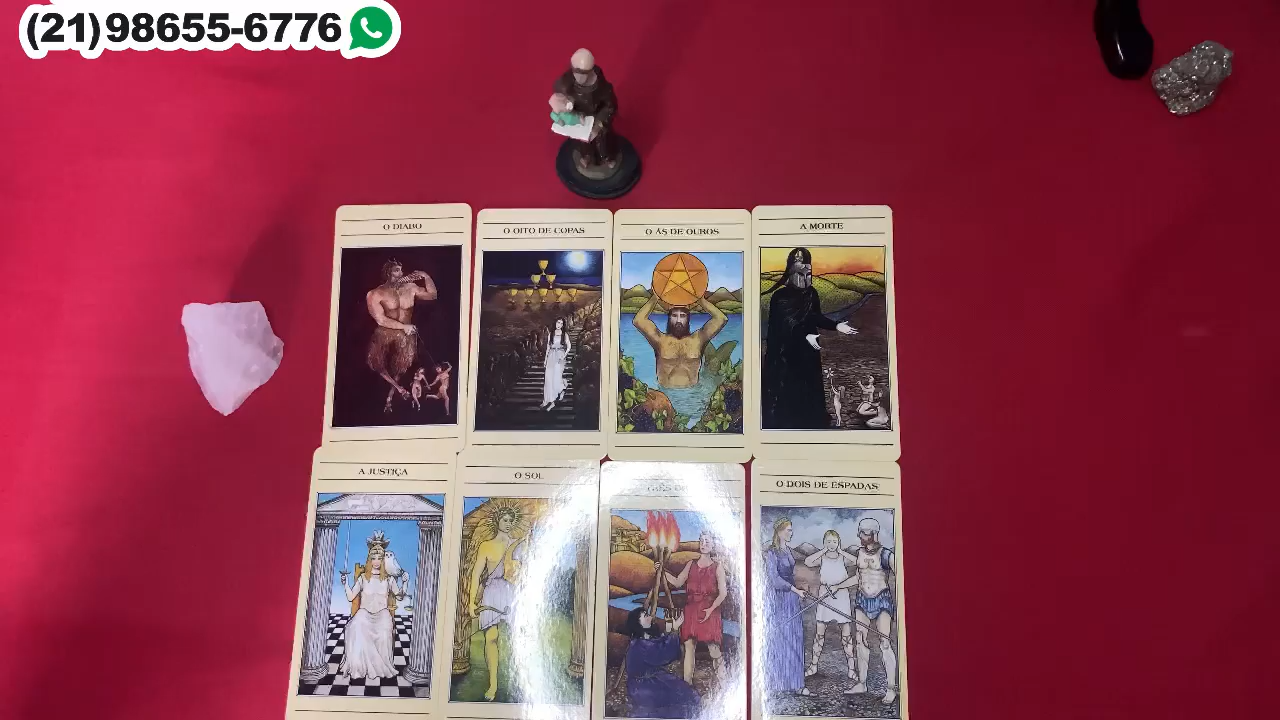 (21)98655-6776
O DIABO
O OITO DE COPAS
O ÁS DE OUROS
A MORTE
A JUSTIÇA
O SOL
O DOIS DE ESPADAS